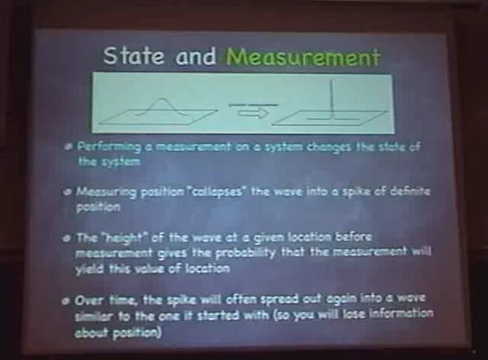 State and Measurement
Performing a measurement on a system changes the state of
the system
Measuring position "collapses" the wave into a spike of definite
position
The "height" of the wave at a given location before
measurement gives the probability that the measurement will
yield this value of location
Over time, the spike will often spread out again into a wave
similar to the one it started with (so you will lose information
about position)